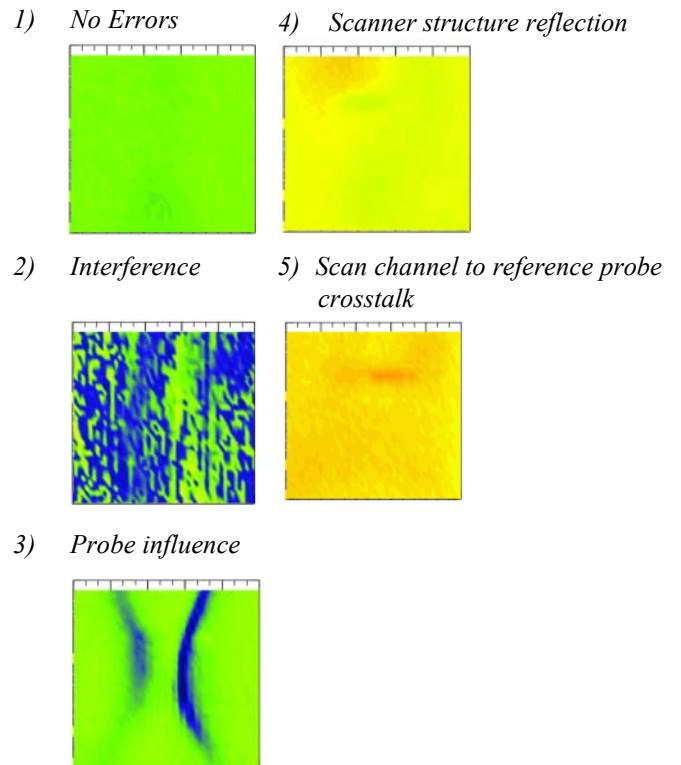 1) No Errors
2) Interference
3) Probe influence
4) Scanner structure reflection
5) Scan channel to reference probe
crosstalk